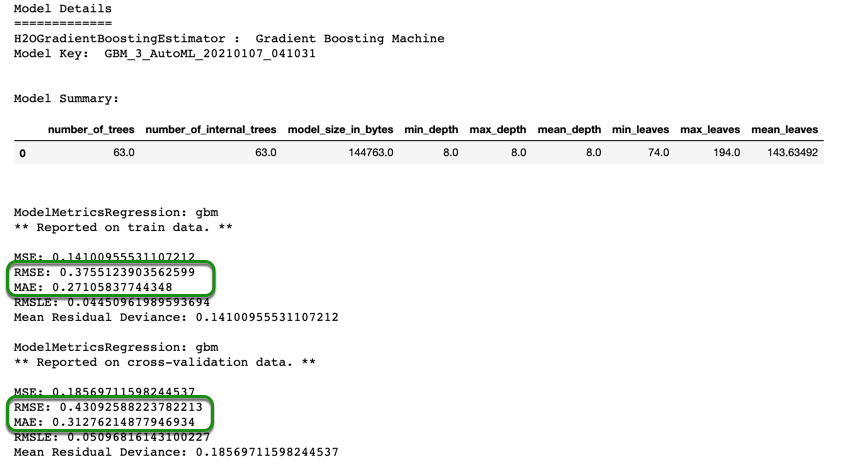 Model Details
=============
H2OGradientBoostingEstimator :  Gradient Boosting Machine
Model Key:  GBM_3_AutoML_20210107_041031
Model Summary:
number_of_trees number_of_internal_trees model_size_in_bytes min_depth max_depth mean_depth min_leaves max_leaves mean_leaves
0 63.0 63.0 144763.0 8.0 8.0 8.0 74.0 194.0 143.63492
ModelMetricsRegression: gbm
** Reported on train data. **
MSE: 0.14100955531107212
RMSE: 0.3755123903562599
MAE: 0.27105837744348
RMSLE: 0.04450961989593694
Mean Residual Deviance: 0.14100955531107212
ModelMetricsRegression: gbm
** Reported on cross-validation data. **
MSE: 0.18569711598244537
RMSE: 0.43092588223782213
MAE: 0.31276214877946934
RMSLE: 0.05096816143100227
Mean Residual Deviance: 0.18569711598244537